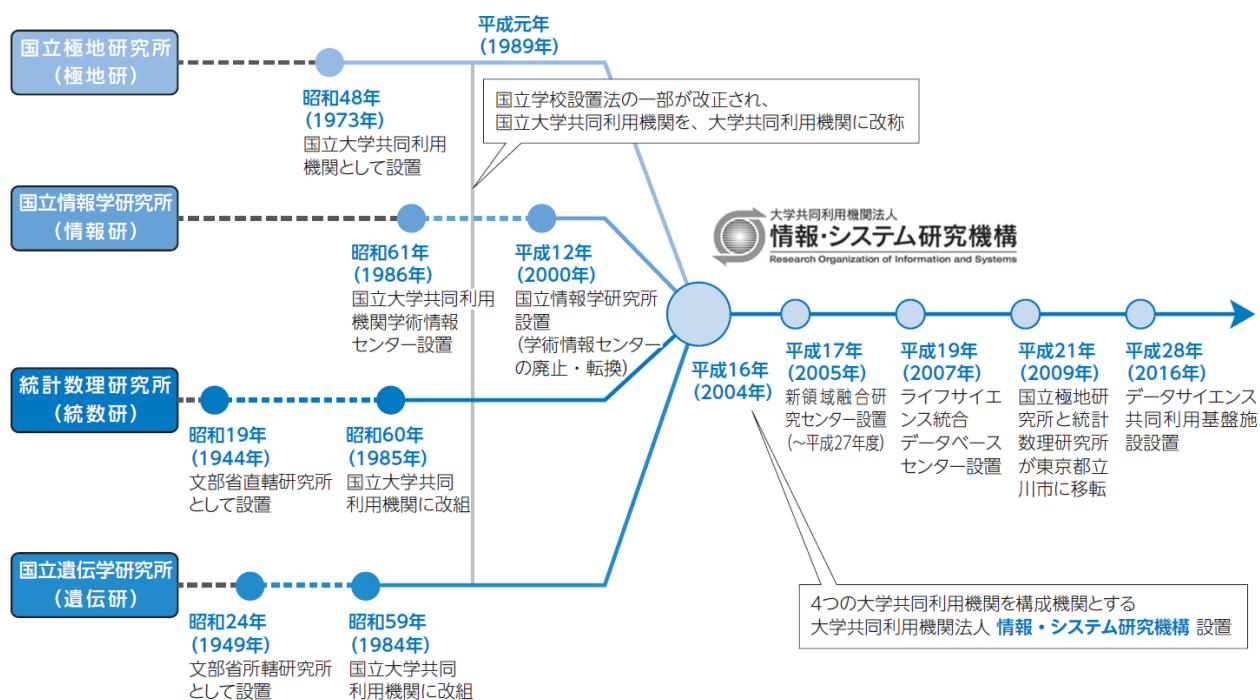 国立極地研究所
（極地研）
昭和48年
（1973年）
国立大学共同利用
機関として設置
平成元年
（1989年）
国立学校設置法の一部が改正され、
国立大学共同利用機関を、大学共同利用機関に改称
国立情報学研究所
（情報研）
昭和61年
（1986年）
国立大学共同利用
機関学術情報
センター設置
平成12年
（2000年）
国立情報学研究所
設置
（学術情報センター
の廃止・転換）
統計数理研究所
（統数研）
昭和19年
（1944年）
文部省直轄研究所
として設置
昭和60年
（1985年）
国立大学共同
利用機関に改組
国立遺伝学研究所
（遺伝研）
昭和24年
（1949年）
文部省所轄研究所
として設置
昭和59年
（1984年）
国立大学共同
利用機関に改組
大学共同利用機関法人
情報・システム研究機構
Research Organization of Information and Systems
平成16年
（2004年）
平成17年
（2005年）
新領域融合研
究センター設置
（～平成27年度）
平成19年
（2007年）
ライフサイエ
ンス統合
データベース
センター設置
平成21年
（2009年）
国立極地研
究所と統計
数理研究所
が東京都立
川市に移転
平成28年
（2016年）
データサイエンス
共同利用基盤施
設設置
4つの大学共同利用機関を構成機関とする
大学共同利用機関法人 情報・システム研究機構 設置